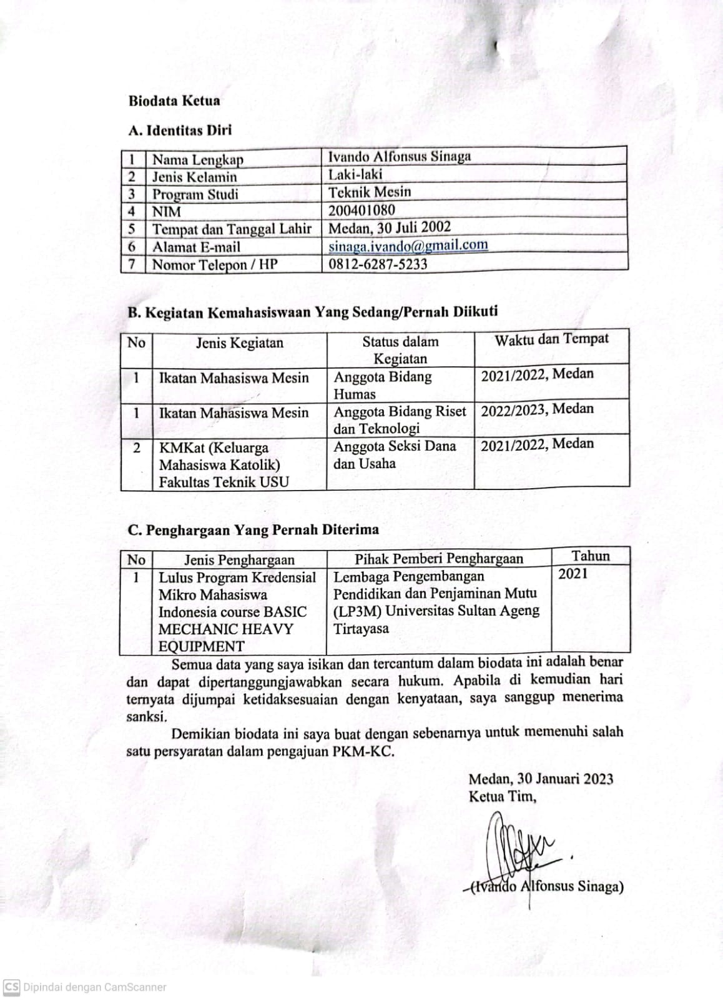 Biodata Ketua
A. Identitas Diri
1 Nama Lengkap Ivando Alfonsus Sinaga
2 Jenis Kelamin Laki-laki
3 Program Studi Teknik Mesin
4 NIM 200401080
5 Tempat dan Tanggal Lahir Medan, 30 Juli 2002
6 Alamat E-mail sinaga.ivando@gmail.com
7 Nomor Telepon / HP 0812-6287-5233
B. Kegiatan Kemahasiswaan Yang Sedang/Pernah Diikuti
No Jenis Kegiatan Status dalam Waktu dan Tempat
Kegiatan
1 Ikatan Mahasiswa Mesin Anggota Bidang 2021/2022, Medan
Humas
1 Ikatan Mahasiswa Mesin Anggota Bidang Riset 2022/2023, Medan
dan Teknologi
2 KMKat (Keluarga Anggota Seksi Dana 2021/2022, Medan
Mahasiswa Katolik) dan Usaha
Fakultas Teknik USU
C. Penghargaan Yang Pernah Diterima
No Jenis Penghargaan Pihak Pemberi Penghargaan Tahun
1 Lulus Program Kredensial Lembaga Pengembangan 2021
Mikro Mahasiswa Pendidikan dan Penjaminan Mutu
Indonesia course BASIC (LP3M) Universitas Sultan Ageng
MECHANIC HEAVY Tirtayasa
EQUIPMENT
Semua data yang saya isikan dan tercantum dalam biodata ini adalah benar
dan dapat dipertanggungjawabkan secara hukum. Apabila di kemudian hari
ternyata dijumpai ketidaksesuaian dengan kenyataan, saya sanggup menerima
sanksi.
Demikian biodata ini saya buat dengan sebenarnya untuk memenuhi salah
satu persyaratan dalam pengajuan PKM-KC.
Medan, 30 Januari 2023
Ketua Tim,
(Ivando Alfonsus Sinaga)
CS Dipindai dengan CamScanner